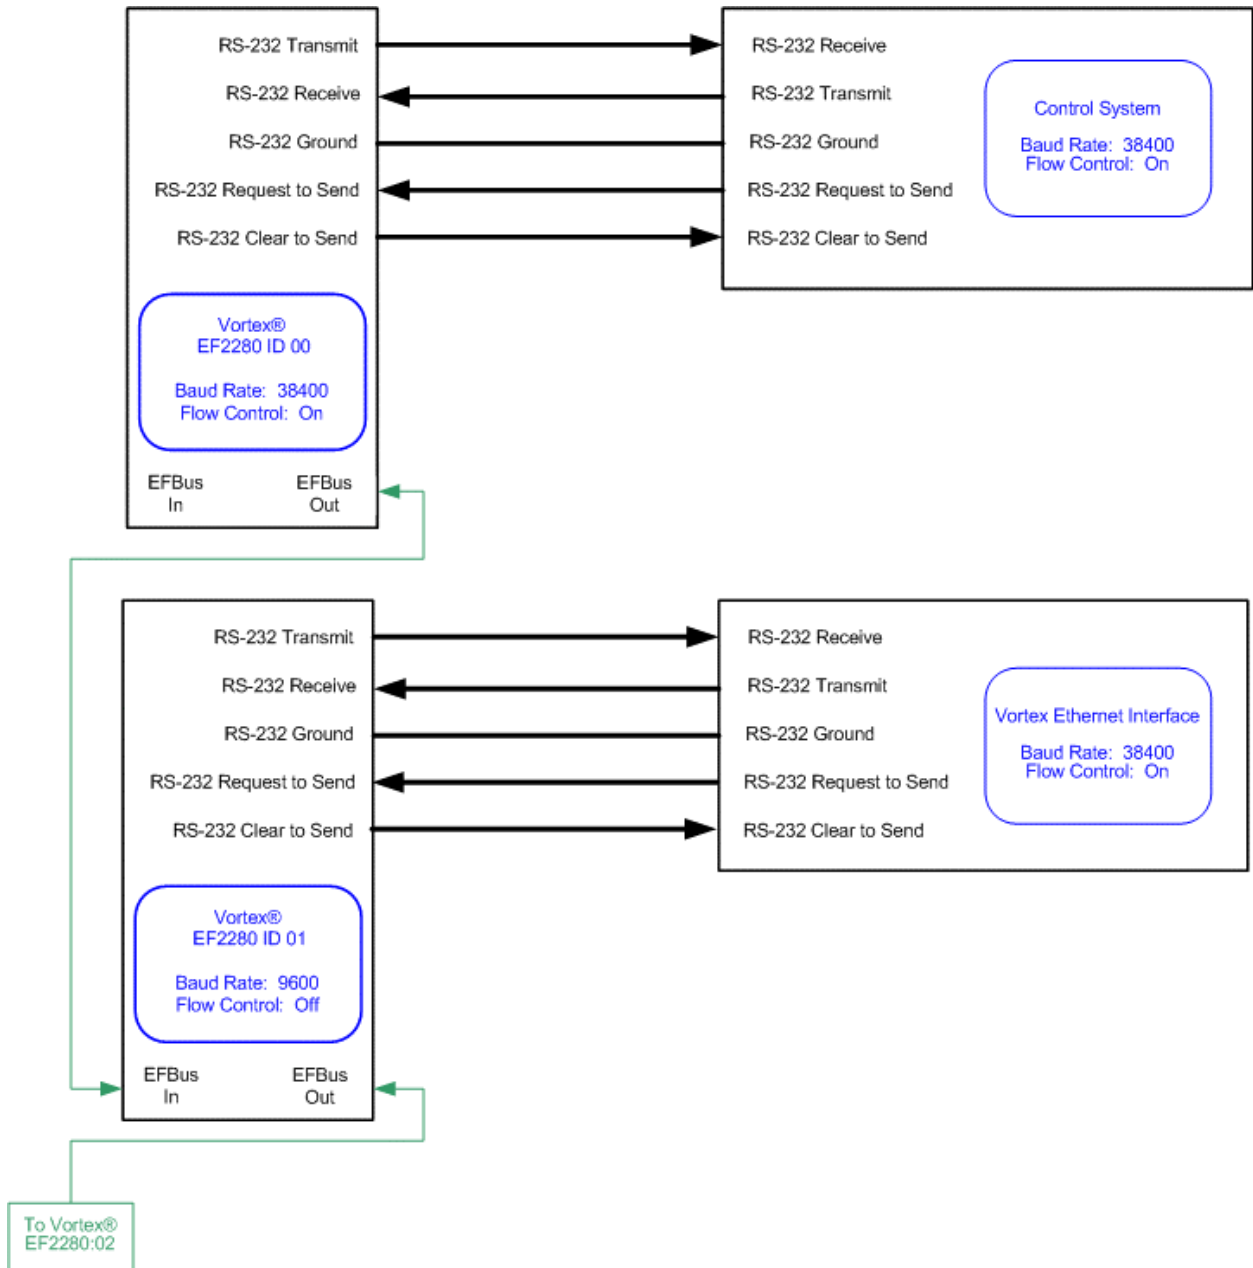 RS-232 Transmit
RS-232 Receive
RS-232 Ground
RS-232 Request to Send
RS-232 Clear to Send
Vortex®
EF2280 ID 00
Baud Rate: 38400
Flow Control: On
EFBus
In
EFBus
Out
RS-232 Receive
RS-232 Transmit
RS-232 Ground
RS-232 Request to Send
RS-232 Clear to Send
Control System
Baud Rate: 38400
Flow Control: On
RS-232 Transmit
RS-232 Receive
RS-232 Ground
RS-232 Request to Send
RS-232 Clear to Send
Vortex®
EF2280 ID 01
Baud Rate: 9600
Flow Control: Off
EFBus
In
EFBus
Out
RS-232 Receive
RS-232 Transmit
RS-232 Ground
RS-232 Request to Send
RS-232 Clear to Send
Vortex Ethernet Interface
Baud Rate: 38400
Flow Control: On
To Vortex®
EF2280:02